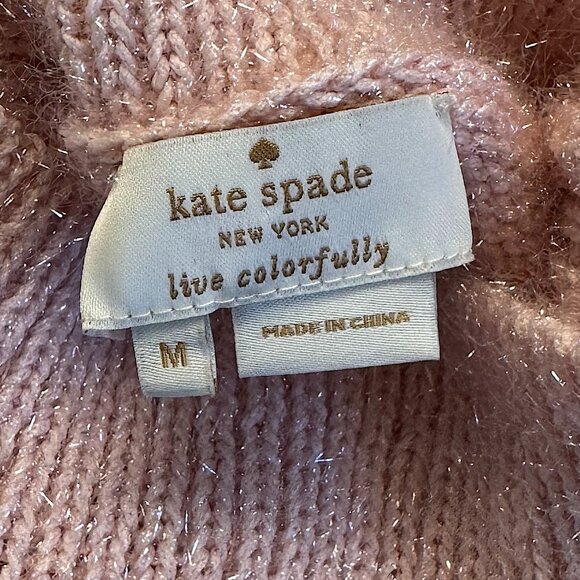 kate spade
NEW YORK
live colorfully
M
MADE IN CHINA